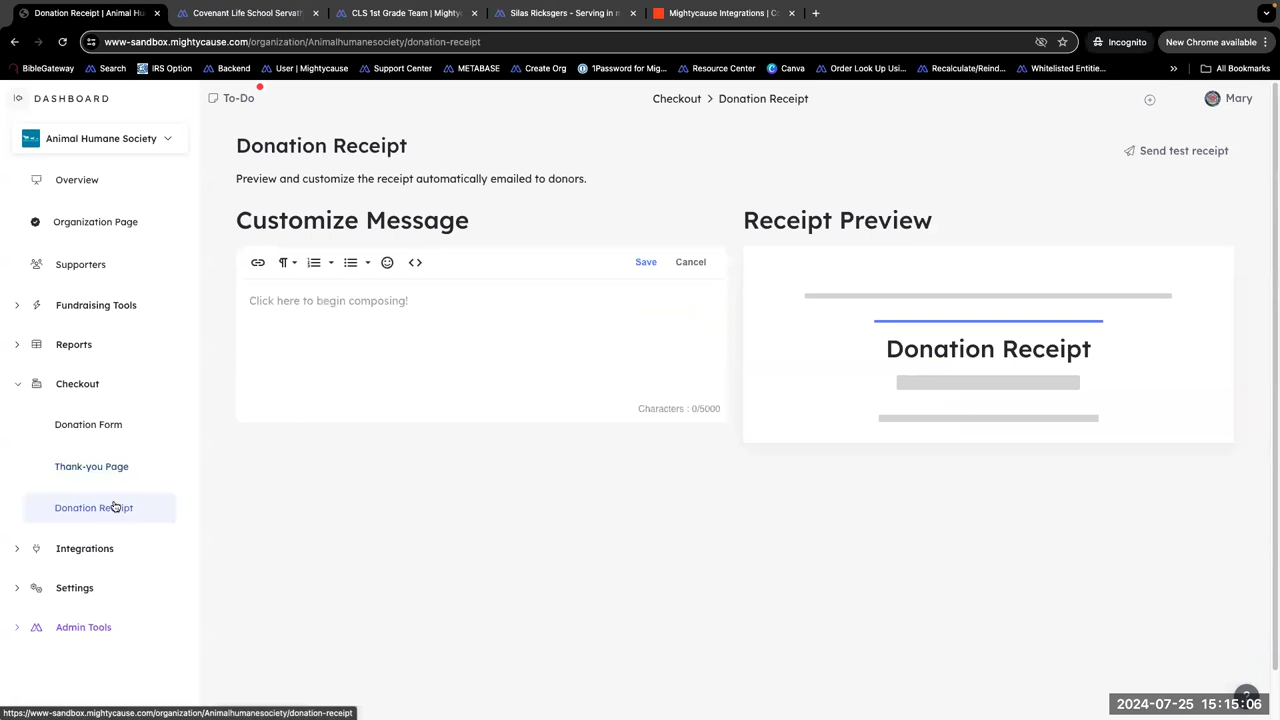 Donation Receipt | Animal Hu
Covenant Life School Servath
CLS 1st Grade Team | Mightyc
Silas Ricksgers - Serving in n
Mightycause Integrations | Co
www-sandbox.mightycause.com/organization/Animalhumanesociety/donation-receipt
Incognito
New Chrome available
BibleGateway
Search
IRS Option
Backend
User | Mightycause
Support Center
METABASE
Create Org
1Password for Mig...
Resource Center
Canva
Order Look Up Usi...
Recalculate/Reind...
Whitelisted Entitie...
»
All Bookmarks
DASHBOARD
To-Do
Checkout > Donation Receipt
Mary
Animal Humane Society
Donation Receipt
Send test receipt
Preview and customize the receipt automatically emailed to donors.
Overview
Organization Page
Supporters
Fundraising Tools
Reports
Checkout
Donation Form
Thank-you Page
Donation Receipt
Integrations
Settings
Admin Tools
Customize Message
Save
Cancel
Click here to begin composing!
Characters : 0/5000
Receipt Preview
Donation Receipt
https://www-sandbox.mightycause.com/organization/Animalhumanesociety/donation-receipt
?
2024-07-25 15:15:06